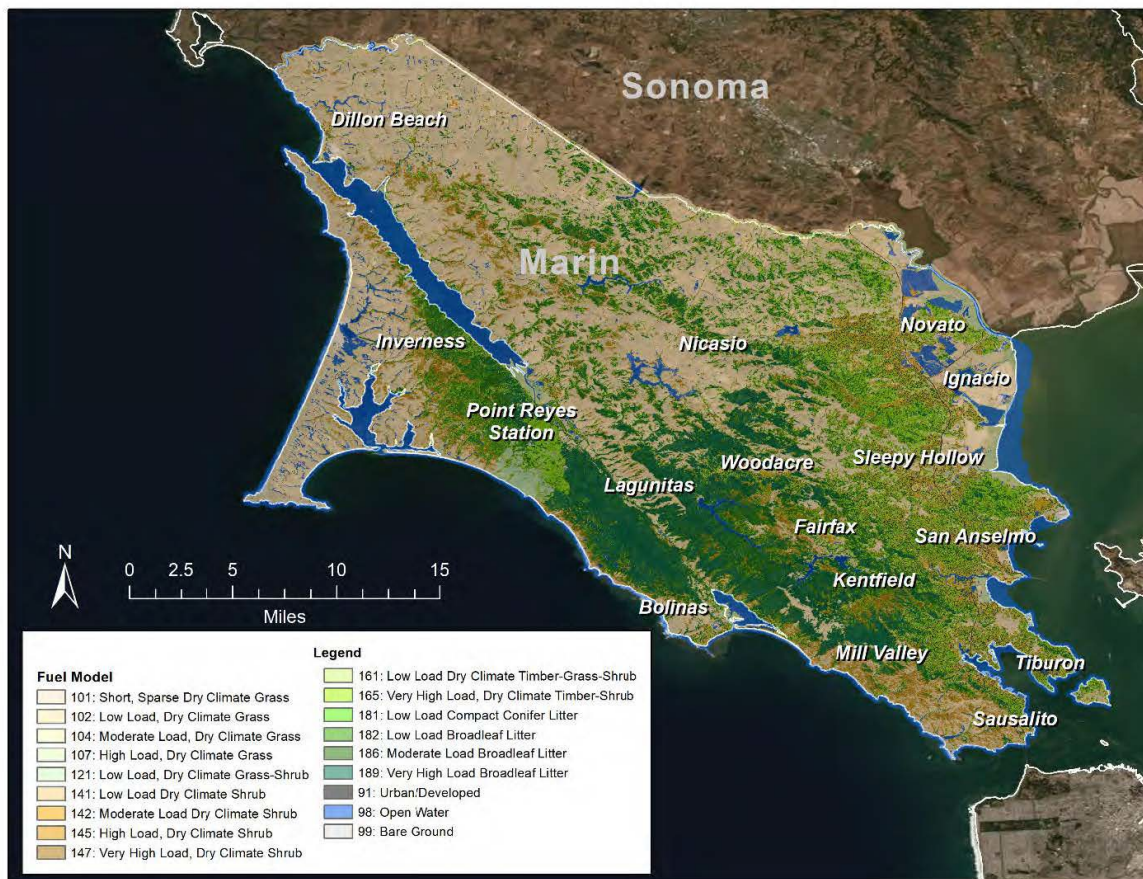 Sonoma
Dillon Beach
Marin
Novato
Inverness
Nicasio
Ignacio
Point Reyes
Station
Woodacre
Sleepy Hollow
Lagunitas
Fairfax
San Anselmo
N
0 2.5 5 10 15
Miles
Kentfield
Bolinas
Mill Valley
Tiburon
Sausalito
Legend
Fuel Model
101: Short, Sparse Dry Climate Grass
102: Low Load, Dry Climate Grass
104: Moderate Load, Dry Climate Grass
107: High Load, Dry Climate Grass
121: Low Load, Dry Climate Grass-Shrub
141: Low Load Dry Climate Shrub
142: Moderate Load Dry Climate Shrub
145: High Load, Dry Climate Shrub
147: Very High Load, Dry Climate Shrub
161: Low Load Dry Climate Timber-Grass-Shrub
165: Very High Load, Dry Climate Timber-Shrub
181: Low Load Compact Conifer Litter
182: Low Load Broadleaf Litter
186: Moderate Load Broadleaf Litter
189: Very High Load Broadleaf Litter
91: Urban/Developed
98: Open Water
99: Bare Ground